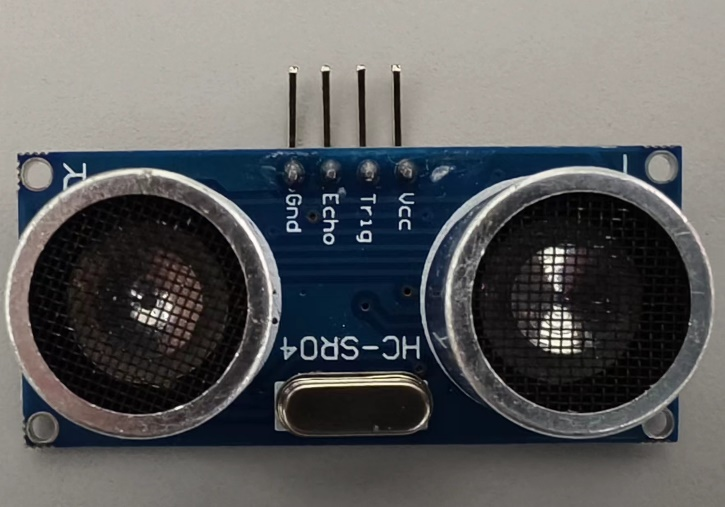 R
T
Gnd
Echo
Trig
Vcc
HC-SR04